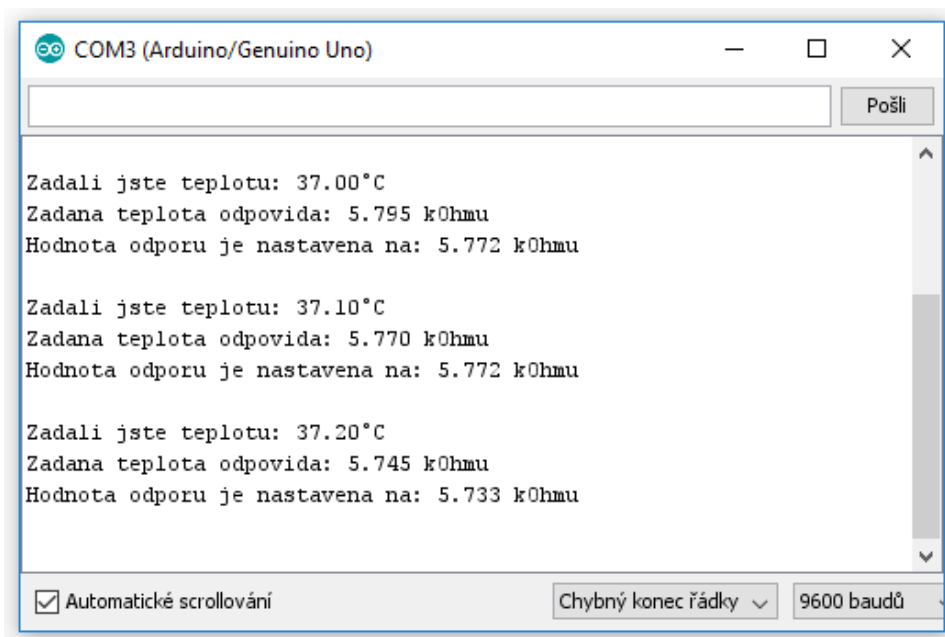 COM3 (Arduino/Genuino Uno)
Pošli
Zadali jste teplotu: 37.00°C
Zadana teplota odpovida: 5.795 kOhmu
Hodnota odporu je nastavena na: 5.772 kOhmu
Zadali jste teplotu: 37.10°C
Zadana teplota odpovida: 5.770 kOhmu
Hodnota odporu je nastavena na: 5.772 kOhmu
Zadali jste teplotu: 37.20°C
Zadana teplota odpovida: 5.745 kOhmu
Hodnota odporu je nastavena na: 5.733 kOhmu
Automatické scrollování Chybný konec řádky 9600 baudů